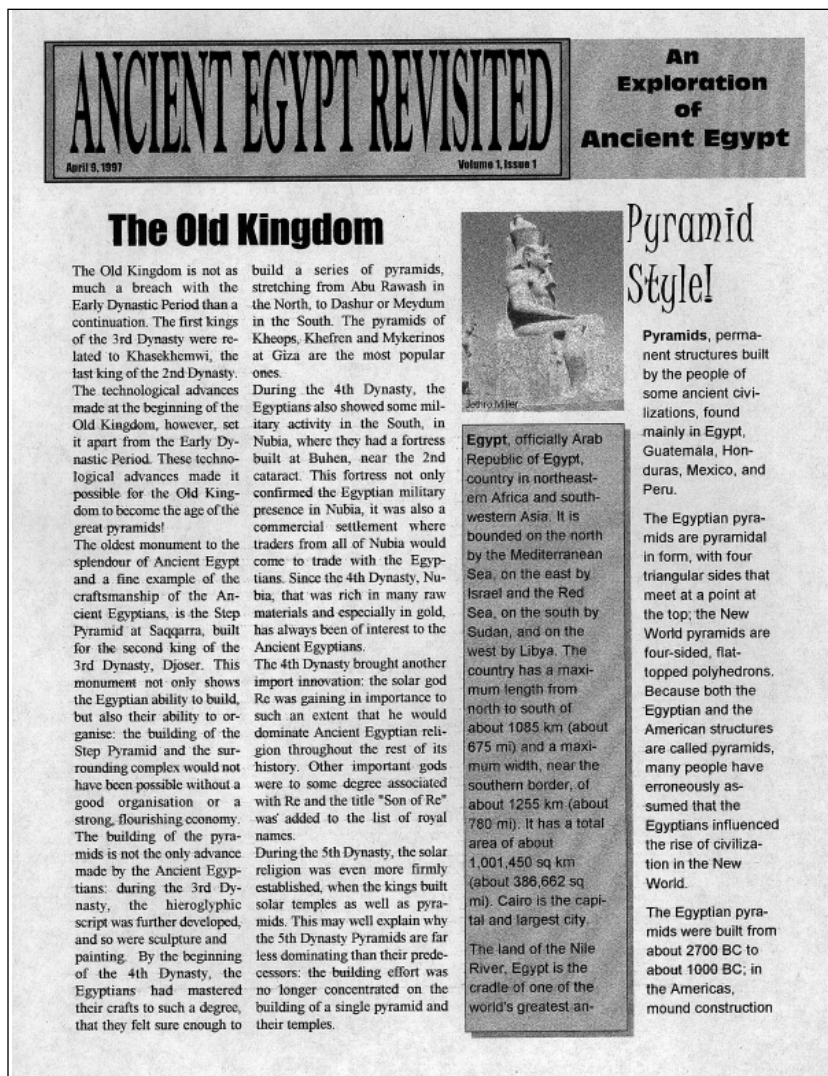 ANCIENT EGYPT REVISITED
April 9, 1997
Volume 1, Issue 1
An
Exploration
of
Ancient Egypt
The Old Kingdom
The Old Kingdom is not as
much a breach with the
Early Dynastic Period than a
continuation. The first kings
of the 3rd Dynasty were re-
lated to Khasekhemwi, the
last king of the 2nd Dynasty.
The technological advances
made at the beginning of the
Old Kingdom, however, set
it apart from the Early Dy-
nastic Period. These techno-
logical advances made it
possible for the Old King-
dom to become the age of the
great pyramids!
The oldest monument to the
splendour of Ancient Egypt
and a fine example of the
craftsmanship of the An-
cient Egyptians, is the Step
Pyramid at Saqqarra, built
for the second king of the
3rd Dynasty, Djoser. This
monument not only shows
the Egyptian ability to build,
but also their ability to or-
ganise: the building of the
Step Pyramid and the sur-
rounding complex would not
have been possible without a
good organisation or a
strong, flourishing economy.
The building of the pyra-
mids is not the only advance
made by the Ancient Egyp-
tians: during the 3rd Dy-
nasty, the hieroglyphic
script was further developed,
and so were sculpture and
painting. By the beginning
of the 4th Dynasty, the
Egyptians had mastered
their crafts to such a degree,
that they felt sure enough to
build a series of pyramids,
stretching from Abu Rawash in
the North, to Dashur or Meydum
in the South. The pyramids of
Kheops, Khefren and Mykerinos
at Giza are the most popular
ones.
During the 4th Dynasty, the
Egyptians also showed some mil-
itary activity in the South, in
Nubia, where they had a fortress
built at Buhen, near the 2nd
cataract. This fortress not only
confirmed the Egyptian military
presence in Nubia, it was also a
commercial settlement where
traders from all of Nubia would
come to trade with the Egyp-
tians. Since the 4th Dynasty, Nu-
bia, that was rich in many raw
materials and especially in gold,
has always been of interest to the
Ancient Egyptians.
The 4th Dynasty brought another
import innovation: the solar god
Re was gaining in importance to
such an extent that he would
dominate Ancient Egyptian reli-
gion throughout the rest of its
history. Other important gods
were to some degree associated
with Re and the title "Son of Re"
was added to the list of royal
names.
During the 5th Dynasty, the solar
religion was even more firmly
established, when the kings built
solar temples as well as pyra-
mids. This may well explain why
the 5th Dynasty Pyramids are far
less dominating than their prede-
cessors: the building effort was
no longer concentrated on the
building of a single pyramid and
their temples.
Jethro Miller
Egypt, officially Arab
Republic of Egypt,
country in northeast-
ern Africa and south-
western Asia. It is
bounded on the north
by the Mediterranean
Sea, on the east by
Israel and the Red
Sea, on the south by
Sudan, and on the
west by Libya. The
country has a maxi-
mum length from
north to south of
about 1085 km (about
675 mi) and a maxi-
mum width, near the
southern border, of
about 1255 km (about
780 mi). It has a total
area of about
1,001,450 sq km
(about 386,662 sq
mi). Cairo is the capi-
tal and largest city.
The land of the Nile
River, Egypt is the
cradle of one of the
world's greatest an-
Pyramid
Style!
Pyramids, perma-
nent structures built
by the people of
some ancient civi-
lizations, found
mainly in Egypt,
Guatemala, Hon-
duras, Mexico, and
Peru.
The Egyptian pyra-
mids are pyramidal
in form, with four
triangular sides that
meet at a point at
the top; the New
World pyramids are
four-sided, flat-
topped polyhedrons.
Because both the
Egyptian and the
American structures
are called pyramids,
many people have
erroneously as-
sumed that the
Egyptians influenced
the rise of civiliza-
tion in the New
World.
The Egyptian pyra-
mids were built from
about 2700 BC to
about 1000 BC; in
the Americas,
mound construction